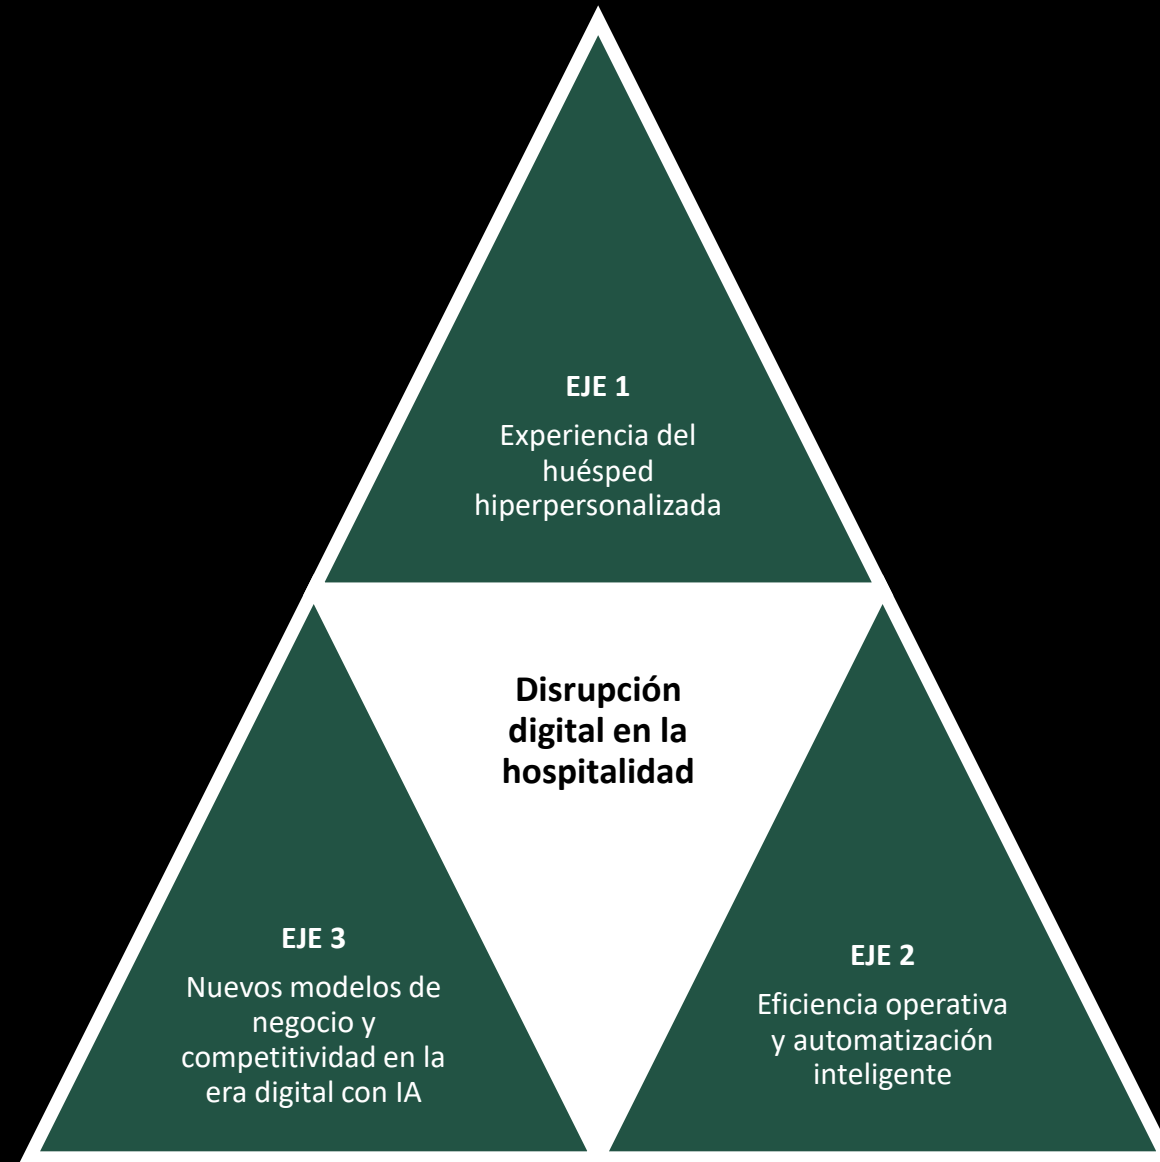 EJE 1
Experiencia del
huésped
hiperpersonalizada
Disrupción
digital en la
hospitalidad
EJE 3
Nuevos modelos de
negocio y
competitividad en la
era digital con IA
EJE 2
Eficiencia operativa
y automatización
inteligente